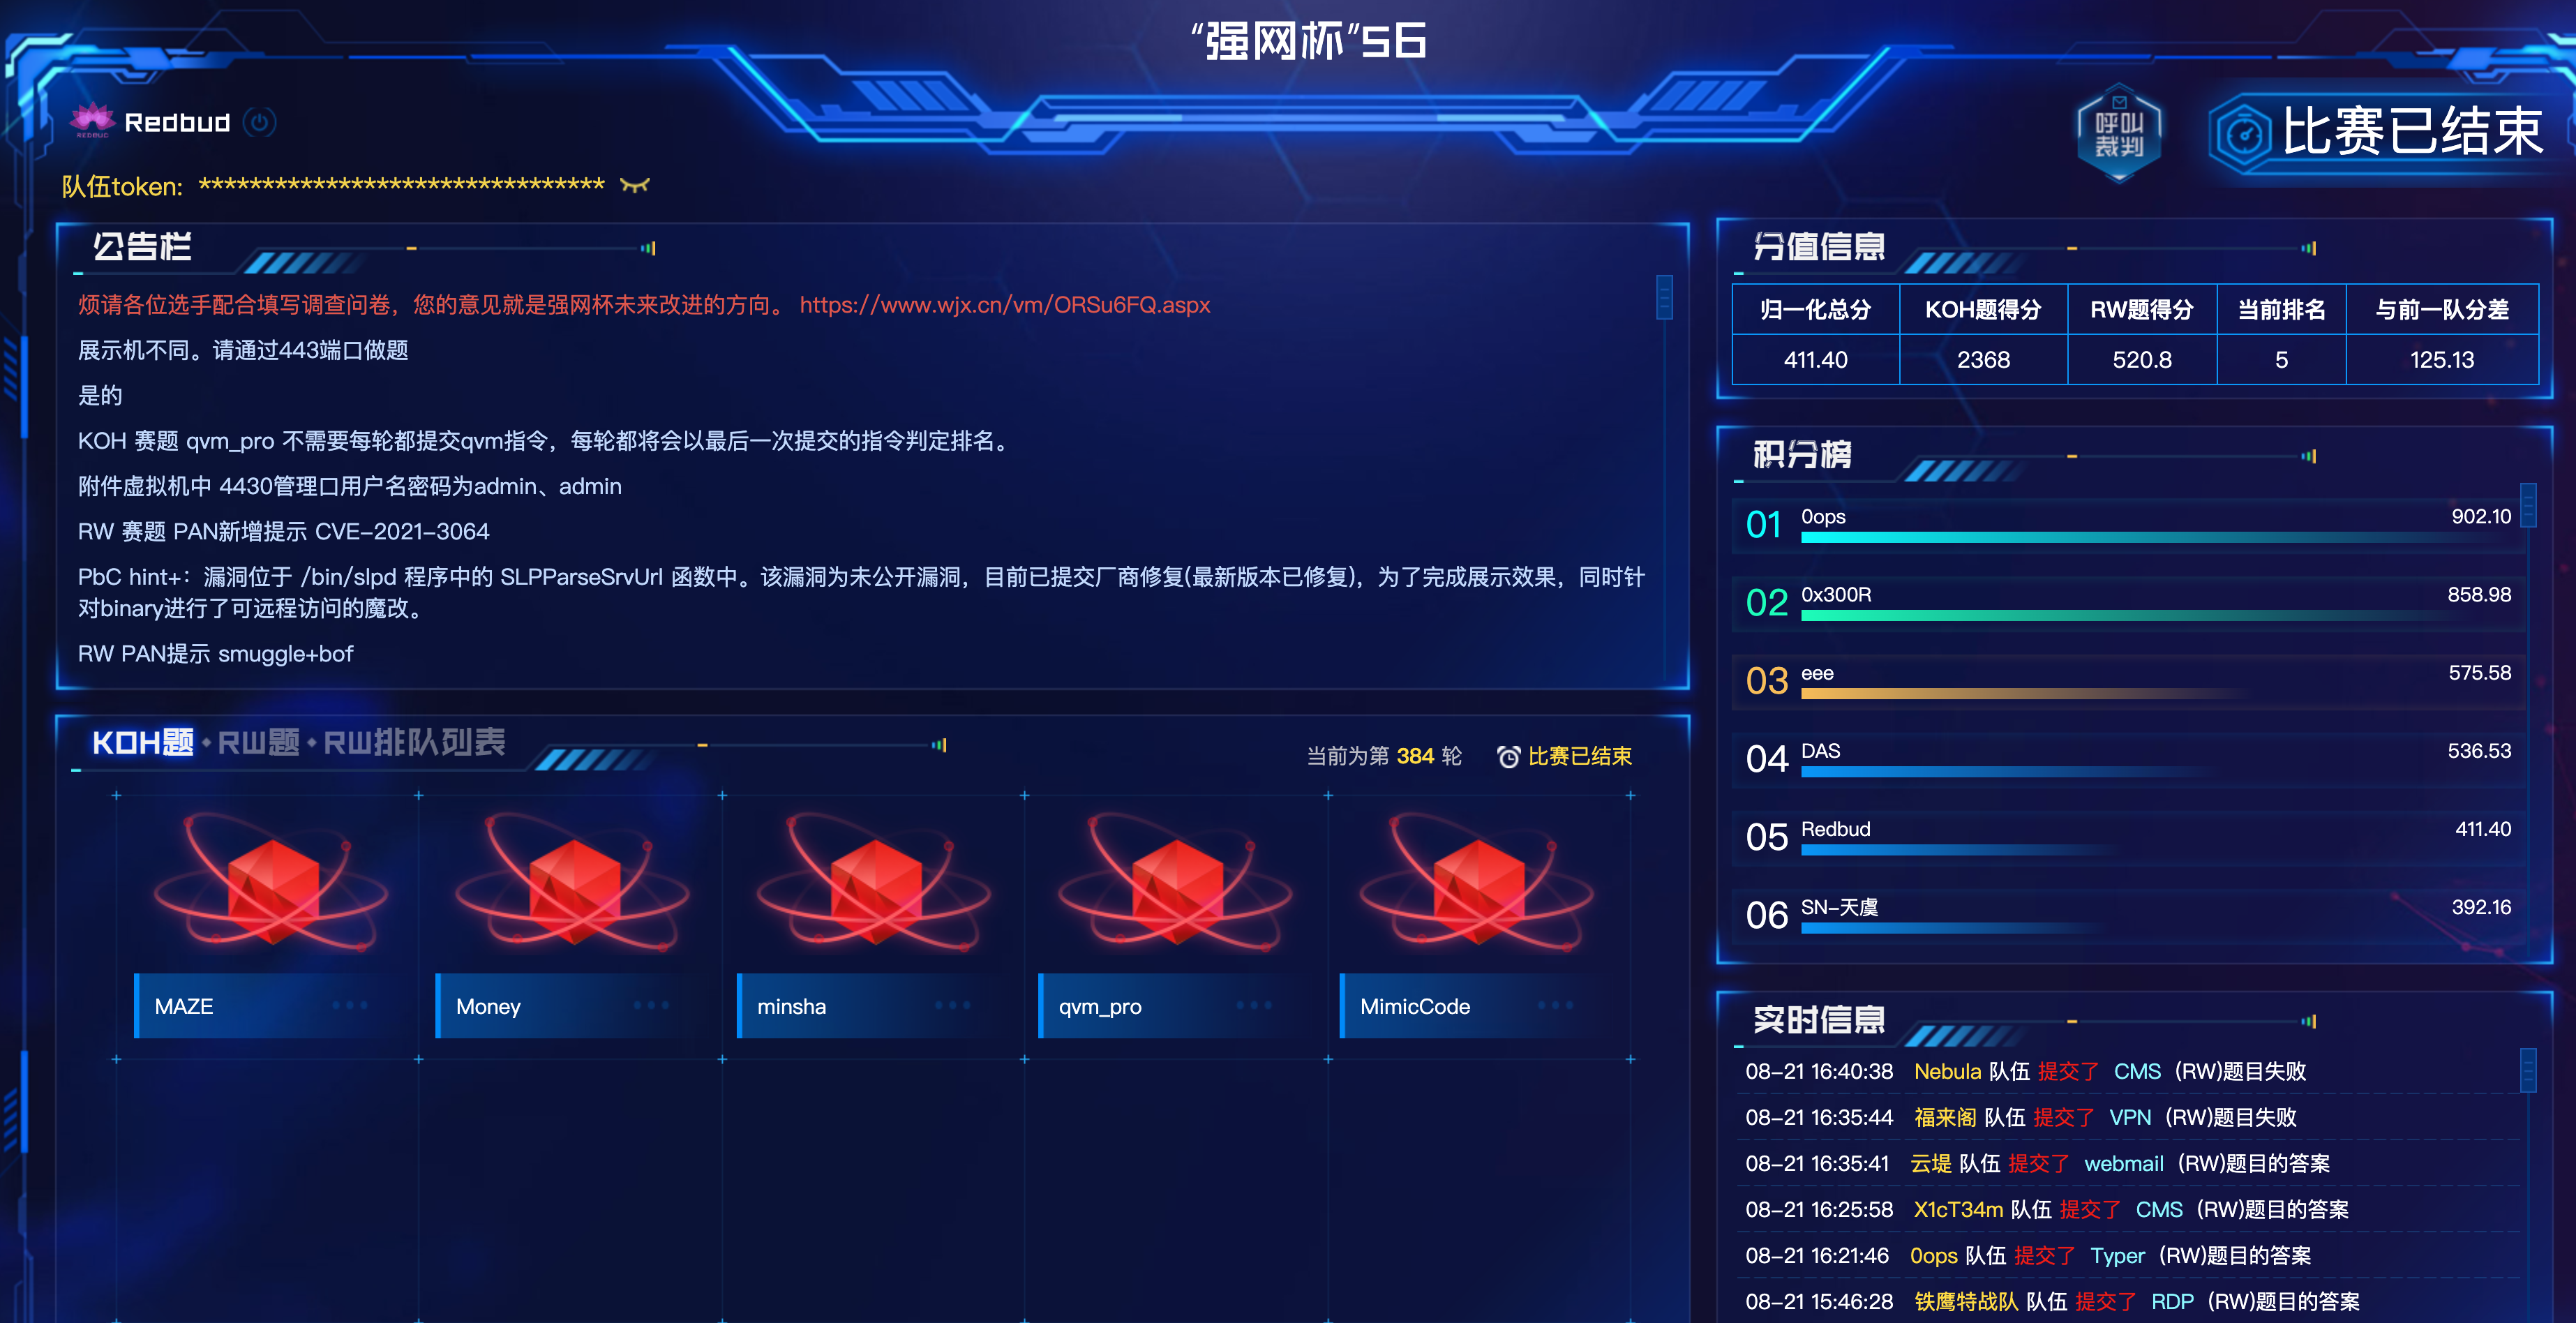 “强网杯”S6
REDBUD
Redbud
呼叫
裁判
比赛已结束
队伍token: ********************************
公告栏
烦请各位选手配合填写调查问卷，您的意见就是强网杯未来改进的方向。 https://www.wjx.cn/vm/ORSu6FQ.aspx
展示机不同。请通过443端口做题
是的
KOH 赛题 qvm_pro 不需要每轮都提交qvm指令，每轮都将会以最后一次提交的指令判定排名。
附件虚拟机中 4430管理口用户名密码为admin、admin
RW 赛题 PAN新增提示 CVE-2021-3064
PbC hint+：漏洞位于 /bin/slpd 程序中的 SLPParseSrvUrl 函数中。该漏洞为未公开漏洞，目前已提交厂商修复(最新版本已修复)，为了完成展示效果，同时针
对binary进行了可远程访问的魔改。
RW PAN提示 smuggle+bof
KOH题 RW题 RW排队列表
当前为第 384 轮 比赛已结束
MAZE
Money
minsha
qvm_pro
MimicCode
分值信息
归一化总分 KOH题得分 RW题得分 当前排名 与前一队分差
411.40 2368 520.8 5 125.13
积分榜
01 0ops 902.10
02 0x300R 858.98
03 eee 575.58
04 DAS 536.53
05 Redbud 411.40
06 SN-天虞 392.16
实时信息
08-21 16:40:38 Nebula 队伍 提交了 CMS (RW)题目失败
08-21 16:35:44 福来阁 队伍 提交了 VPN (RW)题目失败
08-21 16:35:41 云堤 队伍 提交了 webmail (RW)题目的答案
08-21 16:25:58 X1cT34m 队伍 提交了 CMS (RW)题目的答案
08-21 16:21:46 0ops 队伍 提交了 Typer (RW)题目的答案
08-21 15:46:28 铁鹰特战队 队伍 提交了 RDP (RW)题目的答案